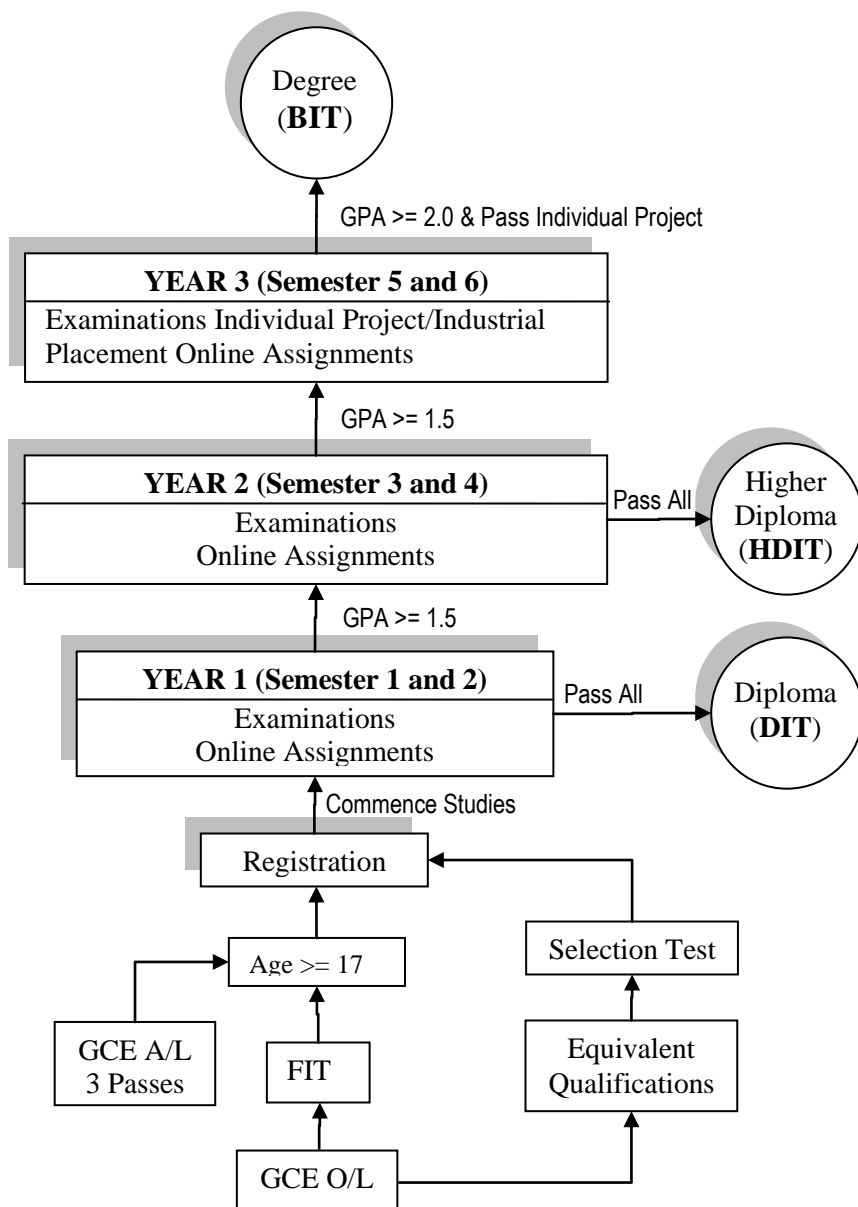 Degree
(BIT)
GPA >= 2.0 & Pass Individual Project
YEAR 3 (Semester 5 and 6)
Examinations Individual Project/Industrial
Placement Online Assignments
GPA >= 1.5
YEAR 2 (Semester 3 and 4)
Examinations
Online Assignments
Pass All
Higher
Diploma
(HDIT)
GPA >= 1.5
YEAR 1 (Semester 1 and 2)
Examinations
Online Assignments
Pass All
Diploma
(DIT)
Commence Studies
Registration
Age >= 17
Selection Test
GCE A/L
3 Passes
FIT
Equivalent
Qualifications
GCE O/L